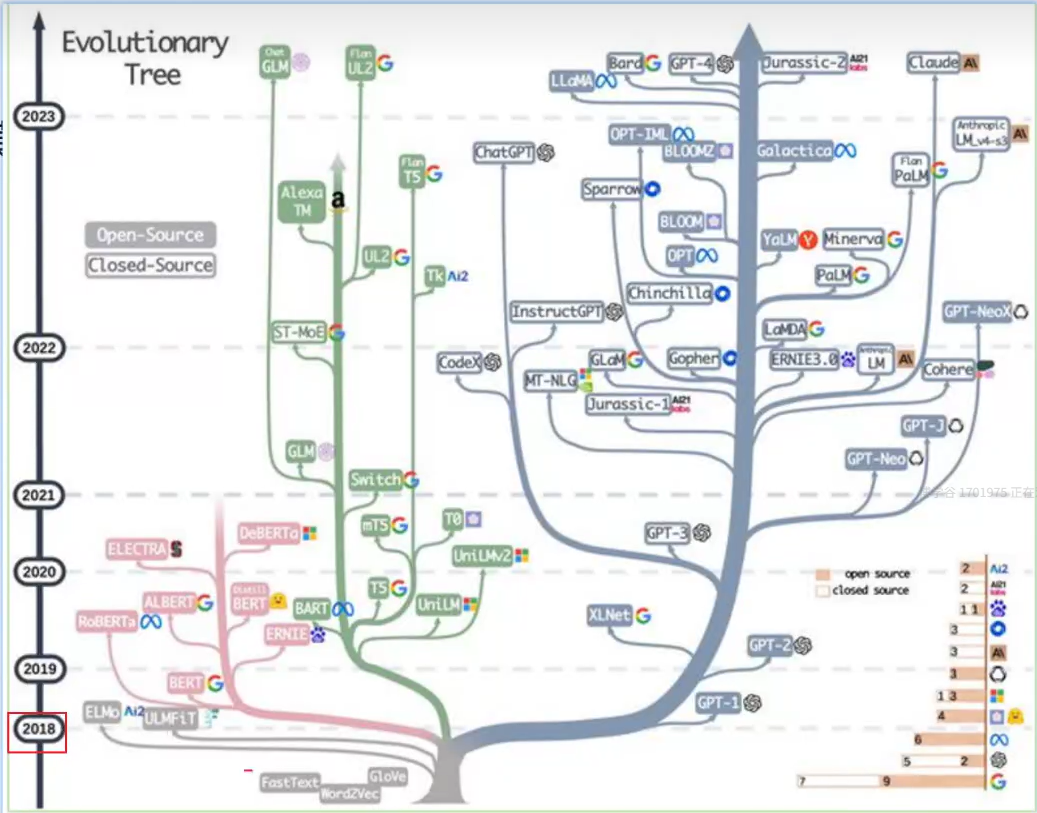 Evolutionary
Tree
Chat
GLM
Flan
UL2
Bard
GPT-4
Jurassic-2
AI21
labs
Claude
A\
LLaMA
2023
OPT-IML
BLOOMZ
Galactica
Anthropic
LM_v4-s3
A\
ChatGPT
Flan
T5
Flan
PaLM
Alexa
TM
a
Sparrow
BLOOM
Open-Source
Closed-Source
YaLM
Minerva
UL2
OPT
Tk
Ai2
PaLM
Chinchilla
InstructGPT
GPT-NeoX
ST-MoE
LaMDA
2022
CodeX
GLaM
Gopher
ERNIE3.0
Anthropic
LM
A\
Cohere
MT-NLG
Jurassic-1
AI21
labs
GPT-J
GLM
GPT-Neo
Switch
2021
1701975 正在
mT5
T0
DeBERTa
GPT-3
ELECTRA
UniLMv2
2020
open source
closed source
2 Ai2
2 AI21 labs
1 1
3
3 A\
3
1 3
4
6
5 2
7 9
T5
Distill
BERT
ALBERT
BART
UniLM
RoBERTa
XLNet
ERNIE
GPT-2
2019
BERT
GPT-1
ELMo
Ai2
ULMFiT
2018
FastText
GloVe
Word2Vec